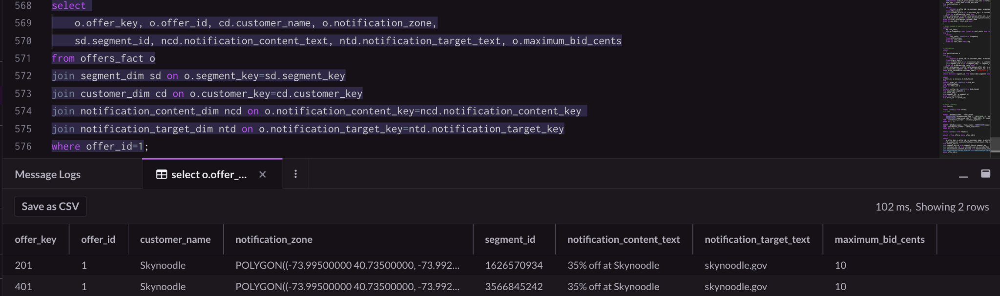 568 select
569 o.offer_key, o.offer_id, cd.customer_name, o.notification_zone,
570 sd.segment_id, ncd.notification_content_text, ntd.notification_target_text, o.maximum_bid_cents
571 from offers_fact o
572 join segment_dim sd on o.segment_key=sd.segment_key
573 join customer_dim cd on o.customer_key=cd.customer_key
574 join notification_content_dim ncd on o.notification_content_key=ncd.notification_content_key
575 join notification_target_dim ntd on o.notification_target_key=ntd.notification_target_key
576 where offer_id=1;
Message Logs select o.offer_...
Save as CSV 102 ms, Showing 2 rows
offer_key offer_id customer_name notification_zone segment_id notification_content_text notification_target_text maximum_bid_cents
201 1 Skynoodle POLYGON((-73.99500000 40.73500000, -73.992... 1626570934 35% off at Skynoodle skynoodle.gov 10
401 1 Skynoodle POLYGON((-73.99500000 40.73500000, -73.992... 3566845242 35% off at Skynoodle skynoodle.gov 10